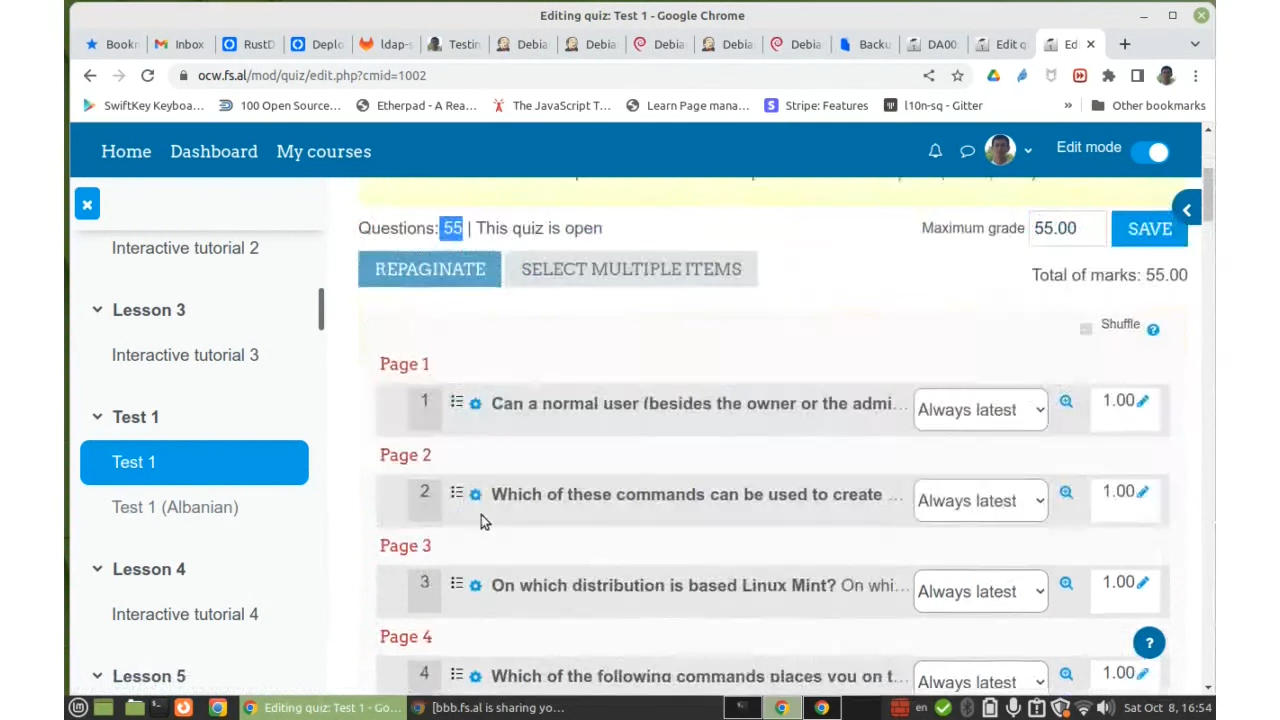 Editing quiz: Test 1 - Google Chrome
Bookr Inbox RustD Deplo ldap-s Testin Debia Debia Debia Debia Debia Backu DA00 Edit q Ed
ocw.fs.al/mod/quiz/edit.php?cmid=1002
SwiftKey Keyboa... 100 Open Source... Etherpad - A Rea... The JavaScript T... Learn Page mana... Stripe: Features l10n-sq - Gitter » Other bookmarks
Home Dashboard My courses Edit mode
Interactive tutorial 2
Lesson 3
Interactive tutorial 3
Test 1
Test 1
Test 1 (Albanian)
Lesson 4
Interactive tutorial 4
Lesson 5
Questions: 55 | This quiz is open
Maximum grade 55.00 SAVE
REPAGINATE SELECT MULTIPLE ITEMS
Total of marks: 55.00
Shuffle
Page 1
1 Can a normal user (besides the owner or the admi... Always latest 1.00
Page 2
2 Which of these commands can be used to create ... Always latest 1.00
Page 3
3 On which distribution is based Linux Mint? On whi... Always latest 1.00
Page 4
4 Which of the following commands places you on t... Always latest 1.00
?
Editing quiz: Test 1 - Go... [bbb.fs.al is sharing yo... en Sat Oct 8, 16:54